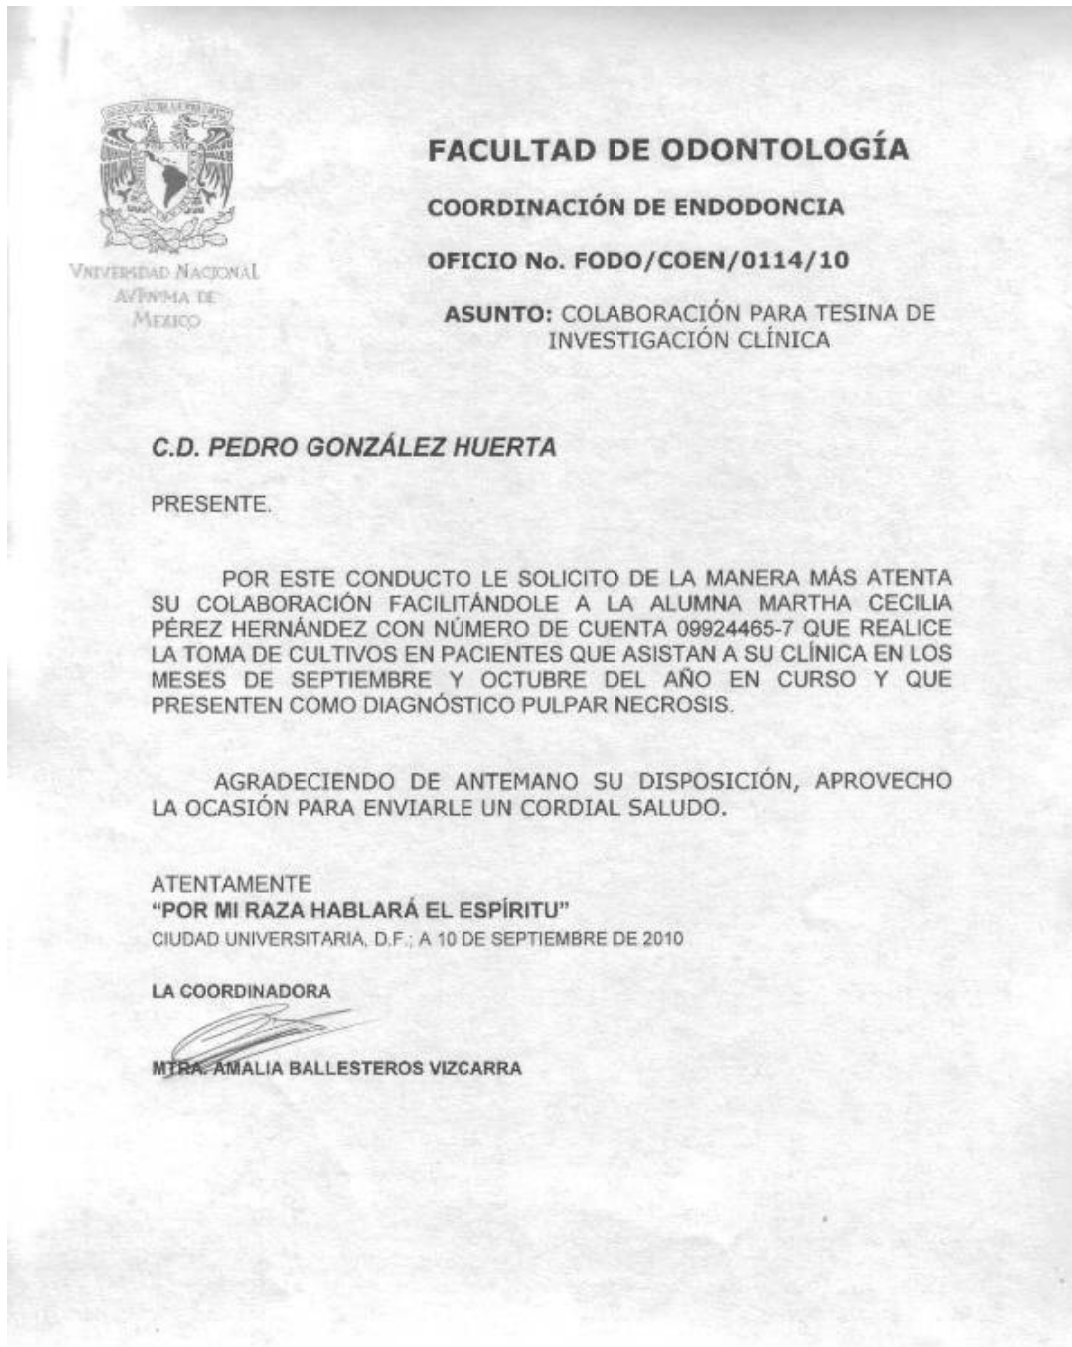 FACULTAD DE ODONTOLOGÍA
COORDINACIÓN DE ENDODONCIA
OFICIO No. FODO/COEN/0114/10
ASUNTO: COLABORACIÓN PARA TESINA DE
INVESTIGACIÓN CLÍNICA
VNIVERSIDAD NACIONAL
AVTNMA DE
MEXICO
C.D. PEDRO GONZÁLEZ HUERTA
PRESENTE.
POR ESTE CONDUCTO LE SOLICITO DE LA MANERA MÁS ATENTA
SU COLABORACIÓN FACILITÁNDOLE A LA ALUMNA MARTHA CECILIA
PÉREZ HERNÁNDEZ CON NÚMERO DE CUENTA 09924465-7 QUE REALICE
LA TOMA DE CULTIVOS EN PACIENTES QUE ASISTAN A SU CLÍNICA EN LOS
MESES DE SEPTIEMBRE Y OCTUBRE DEL AÑO EN CURSO Y QUE
PRESENTEN COMO DIAGNÓSTICO PULPAR NECROSIS.
AGRADECIENDO DE ANTEMANO SU DISPOSICIÓN, APROVECHO
LA OCASIÓN PARA ENVIARLE UN CORDIAL SALUDO.
ATENTAMENTE
“POR MI RAZA HABLARÁ EL ESPÍRITU”
CIUDAD UNIVERSITARIA, D.F.; A 10 DE SEPTIEMBRE DE 2010
LA COORDINADORA
MTRA. AMALIA BALLESTEROS VIZCARRA